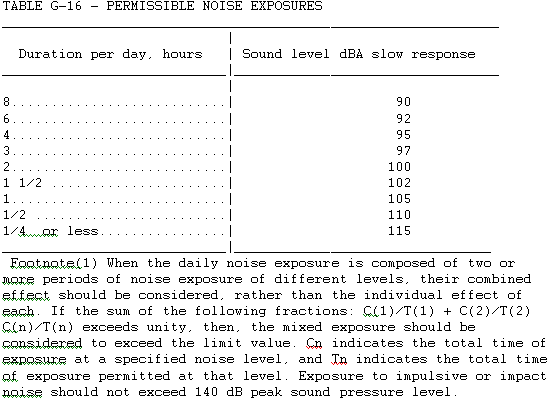 TABLE G-16 - PERMISSIBLE NOISE EXPOSURES
Duration per day, hours | Sound level dBA slow response
8...........................| 90
6...........................| 92
4...........................| 95
3...........................| 97
2...........................| 100
1 1/2 ......................| 102
1...........................| 105
1/2 ........................| 110
1/4 or less................| 115
Footnote(1) When the daily noise exposure is composed of two or
more periods of noise exposure of different levels, their combined
effect should be considered, rather than the individual effect of
each. If the sum of the following fractions: C(1)/T(1) + C(2)/T(2)
C(n)/T(n) exceeds unity, then, the mixed exposure should be
considered to exceed the limit value. Cn indicates the total time of
exposure at a specified noise level, and Tn indicates the total time
of exposure permitted at that level. Exposure to impulsive or impact
noise should not exceed 140 dB peak sound pressure level.